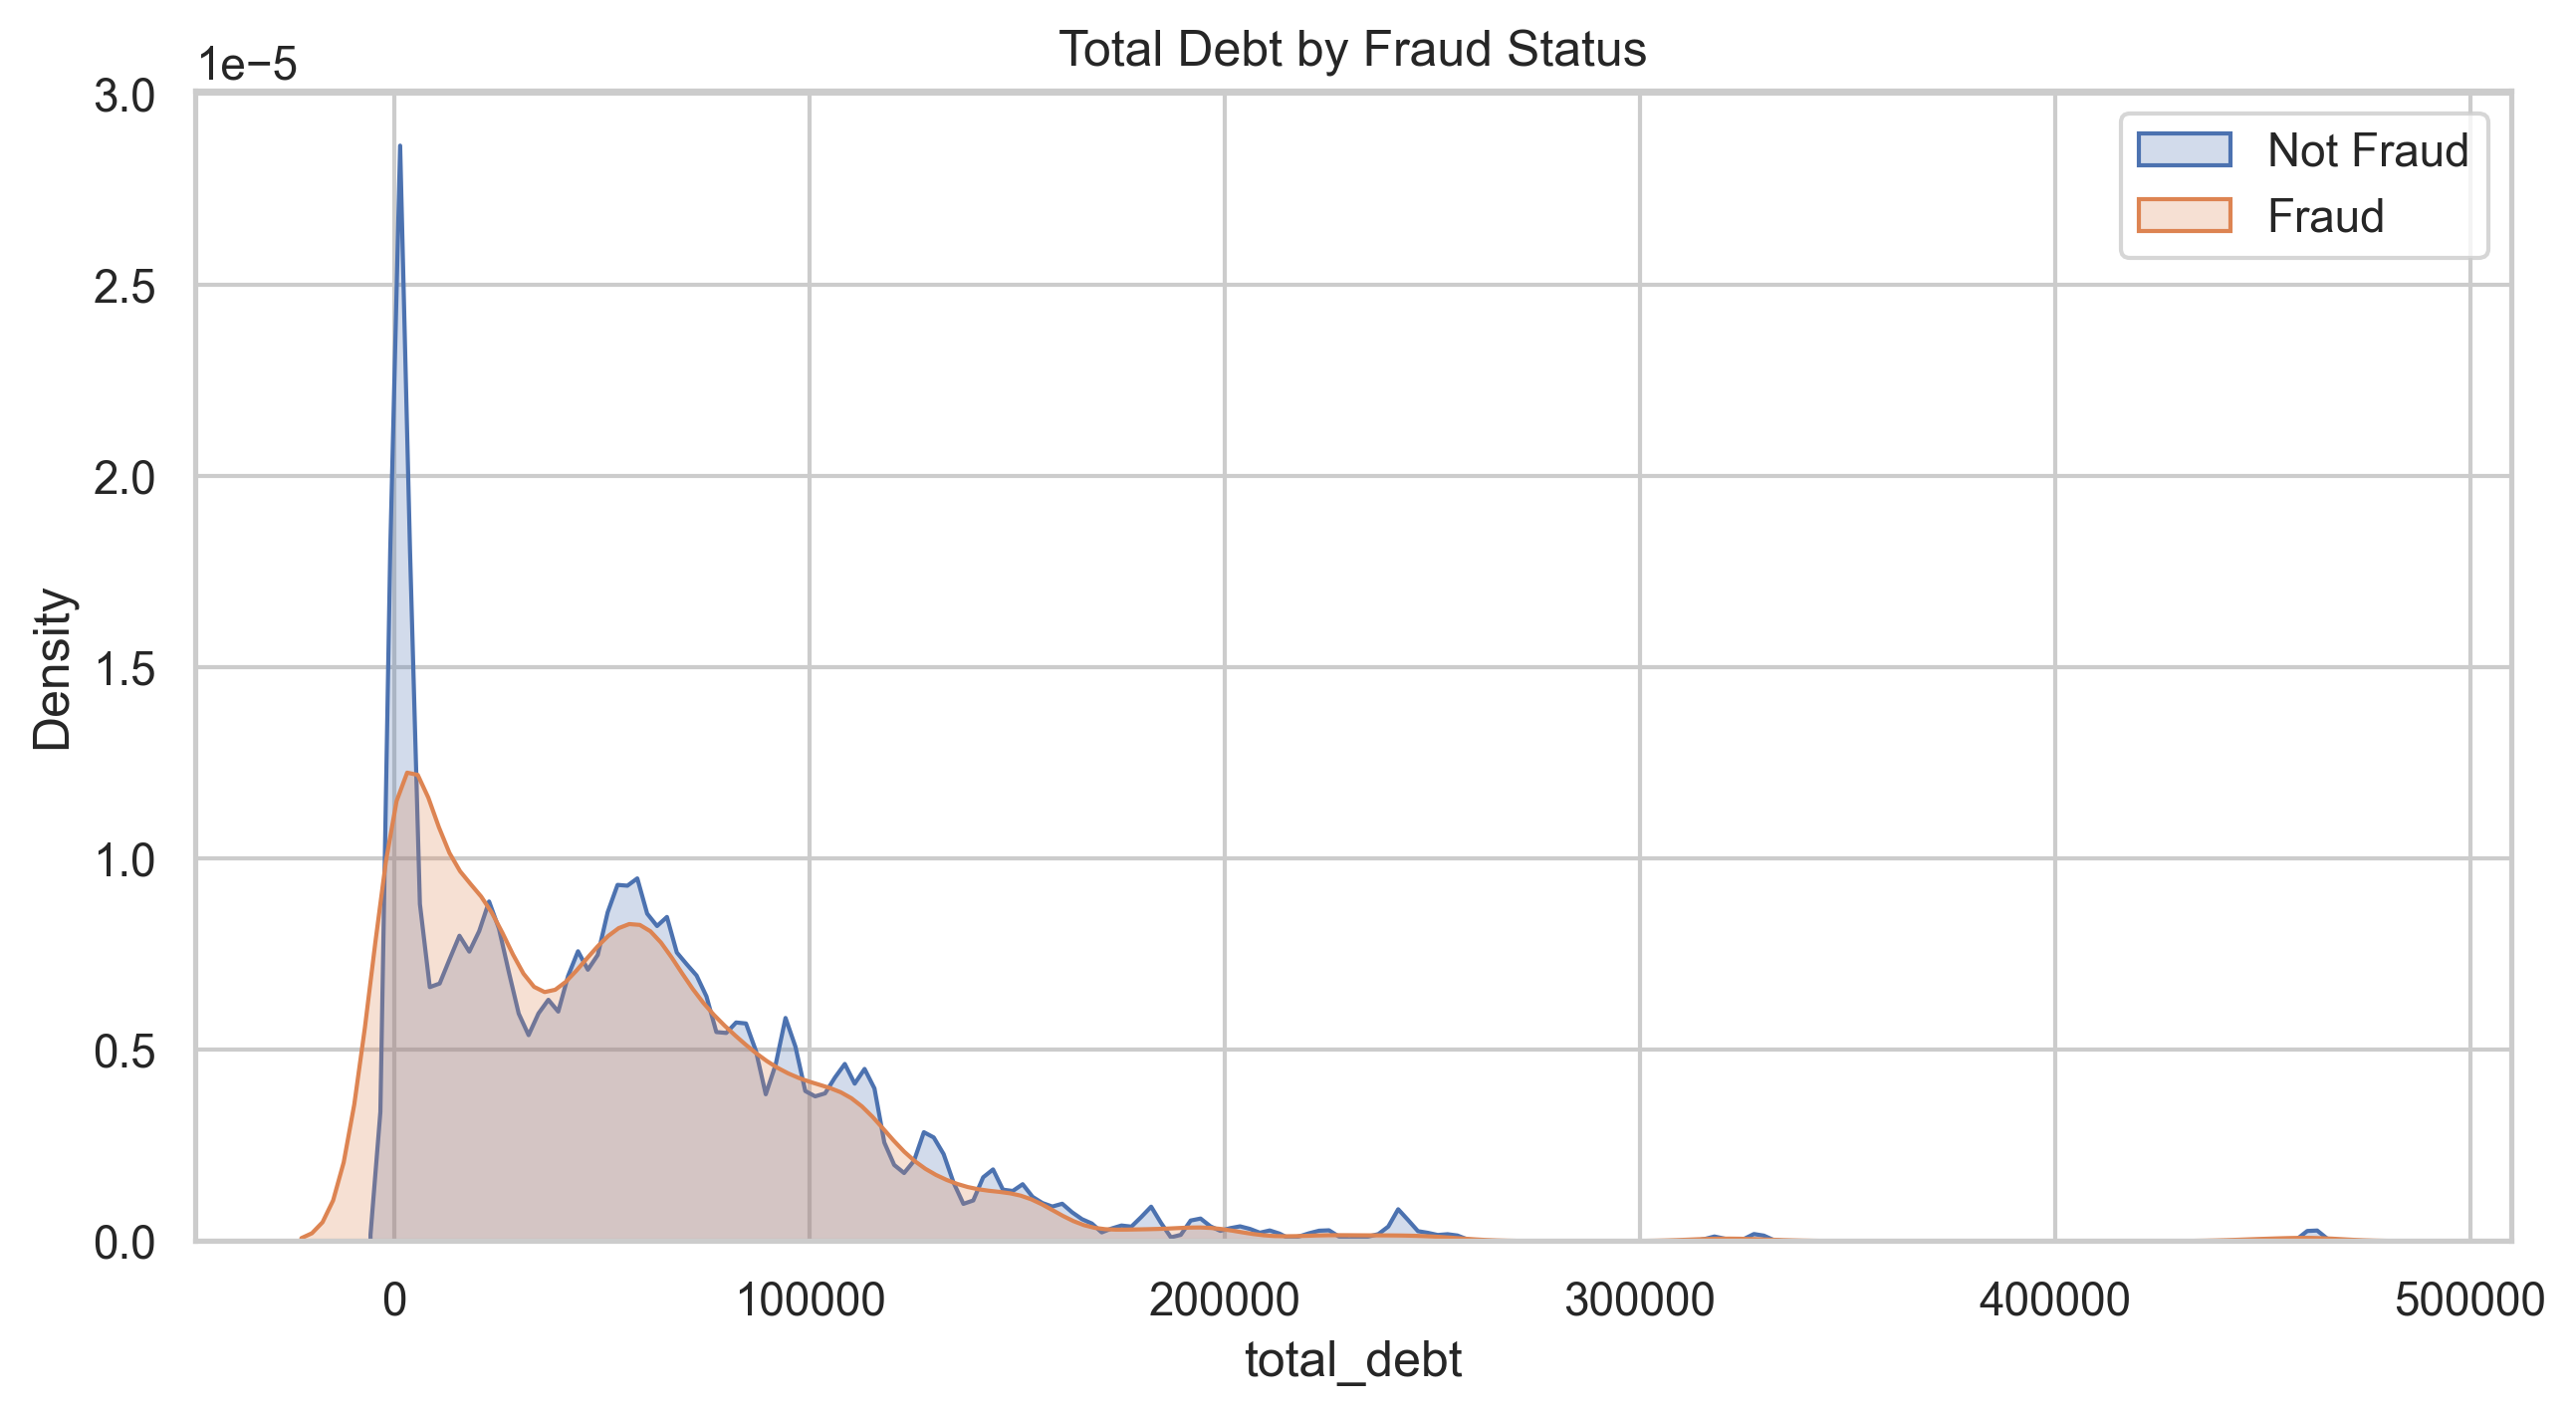 Total Debt by Fraud Status
1e−5
3.0
2.5
2.0
1.5
1.0
0.5
0.0
Density
Not Fraud
Fraud
0 100000 200000 300000 400000 500000
total_debt